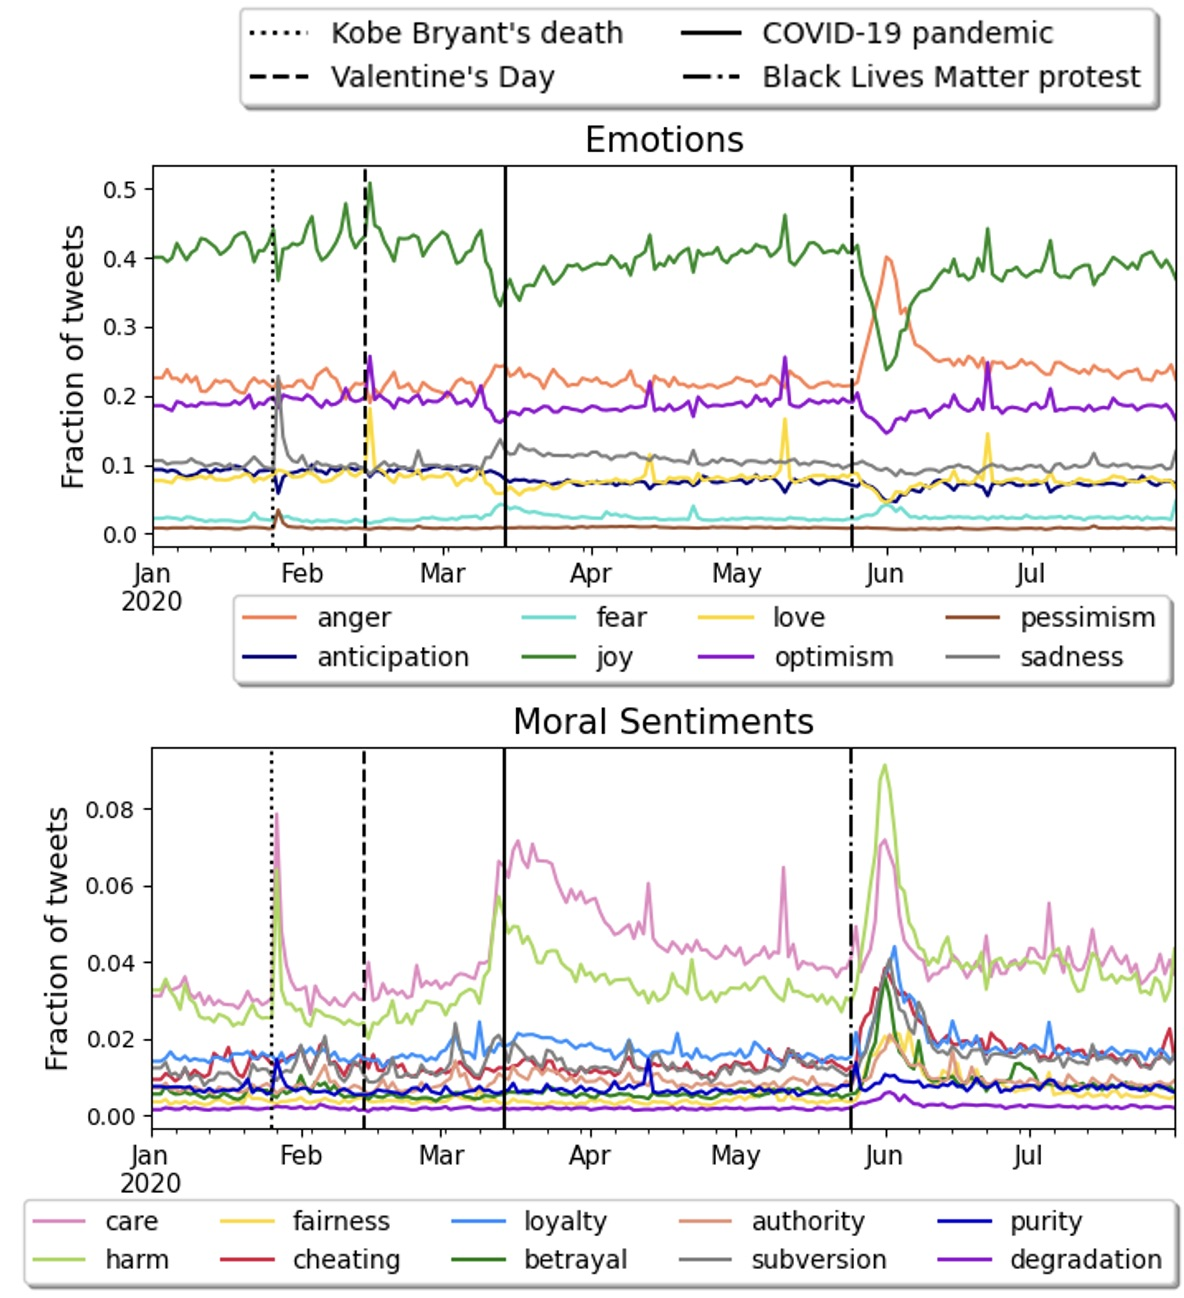 Kobe Bryant's death COVID-19 pandemic
Valentine's Day Black Lives Matter protest
Emotions
Fraction of tweets
0.5
0.4
0.3
0.2
0.1
0.0
Jan Feb Mar Apr May Jun Jul
2020
anger fear love pessimism
anticipation joy optimism sadness
Moral Sentiments
Fraction of tweets
0.08
0.06
0.04
0.02
0.00
Jan Feb Mar Apr May Jun Jul
2020
care fairness loyalty authority purity
harm cheating betrayal subversion degradation